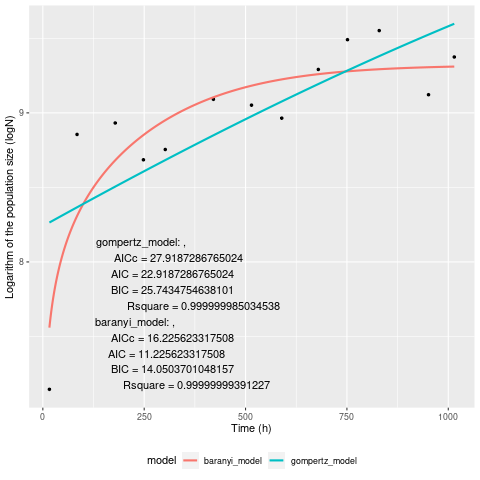 Logarithm of the population size (logN)
9
8
gompertz_model: ,
AICc = 27.9187286765024
AIC = 22.9187286765024
BIC = 25.7434754638101
Rsquare = 0.999999985034538
baranyi_model: ,
AICc = 16.225623317508
AIC = 11.225623317508
BIC = 14.0503701048157
Rsquare = 0.99999999391227
0 250 500 750 1000
Time (h)
model baranyi_model gompertz_model